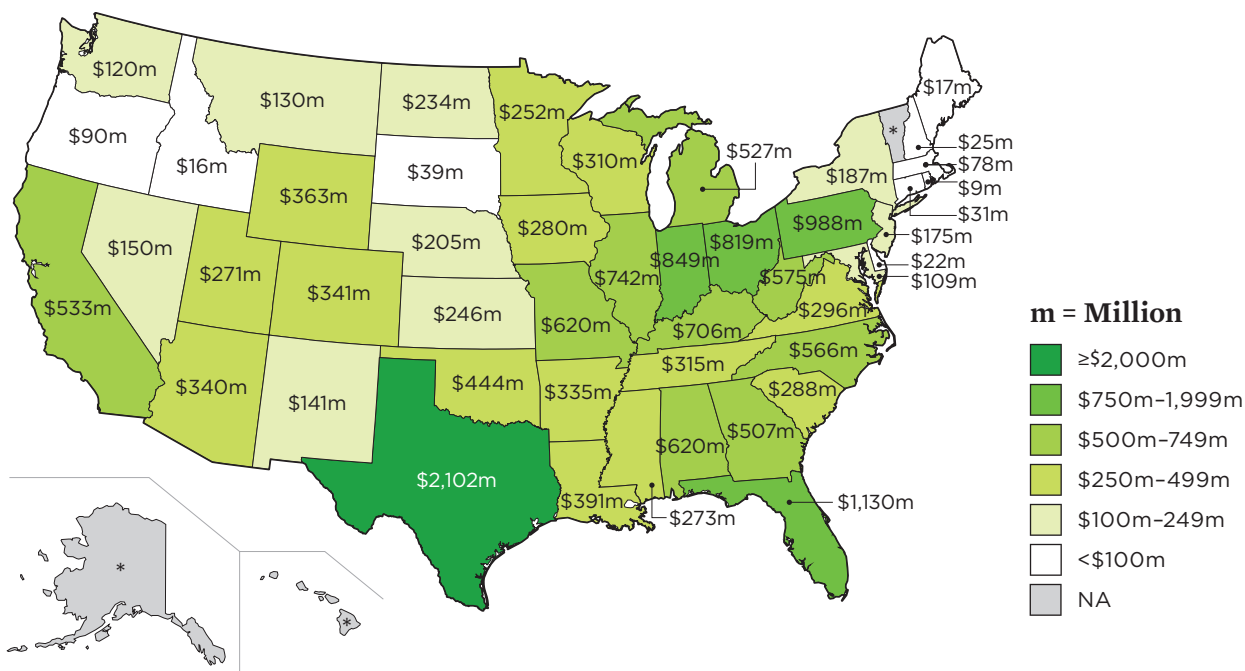 $120m
$130m
$234m
$252m
$17m
$90m
$16m
$39m
$310m
$527m
*
$25m
$78m
$9m
$31m
$187m
$363m
$205m
$280m
$988m
$175m
$150m
$271m
$341m
$742m
$849m
$819m
$575m
$22m
$109m
$533m
$246m
$620m
$706m
$296m
$340m
$141m
$444m
$335m
$315m
$566m
$288m
$2,102m
$391m
$273m
$620m
$507m
$1,130m
*
*
m = Million
≥$2,000m
$750m–1,999m
$500m–749m
$250m–499m
$100m–249m
<$100m
NA